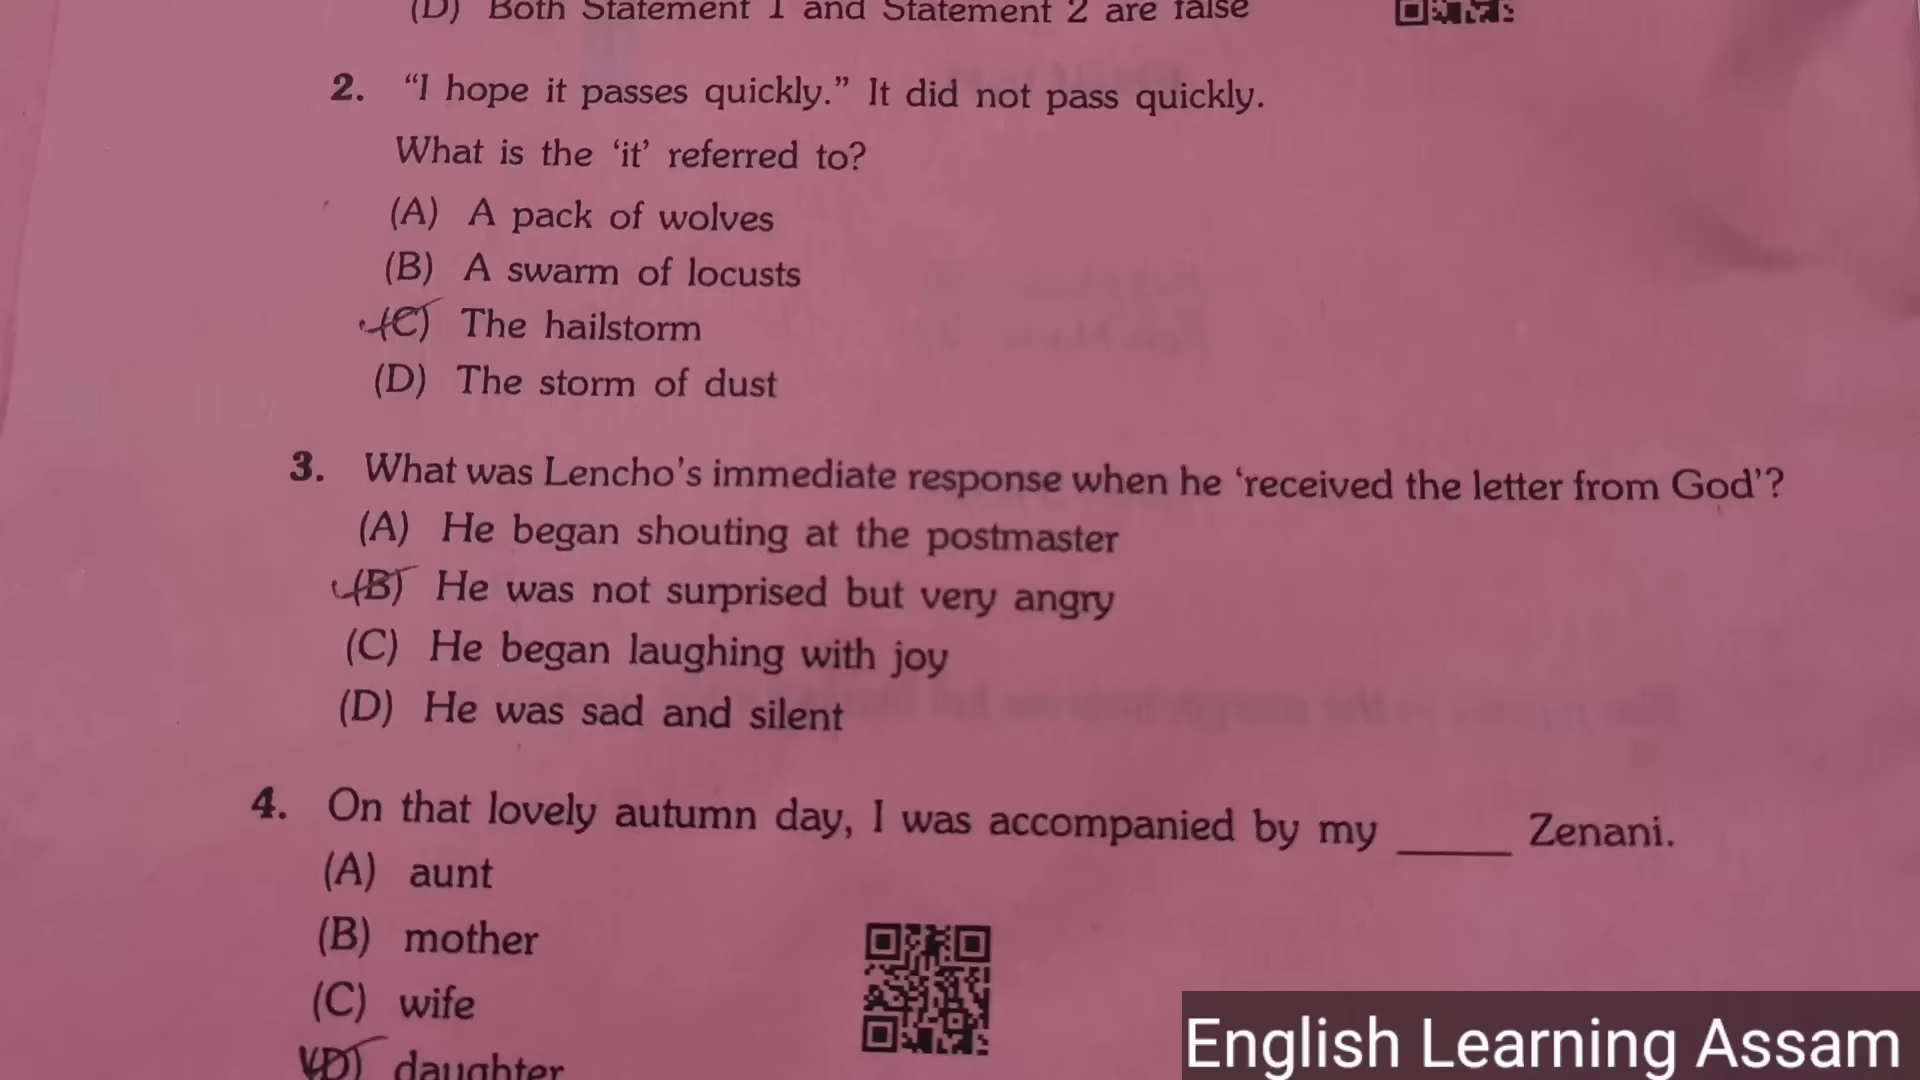 (D) Both Statement 1 and Statement 2 are false
2. “I hope it passes quickly.” It did not pass quickly.
What is the ‘it’ referred to?
(A) A pack of wolves
(B) A swarm of locusts
(C) The hailstorm
(D) The storm of dust
3. What was Lencho’s immediate response when he ‘received the letter from God’?
(A) He began shouting at the postmaster
(B) He was not surprised but very angry
(C) He began laughing with joy
(D) He was sad and silent
4. On that lovely autumn day, I was accompanied by my _____ Zenani.
(A) aunt
(B) mother
(C) wife
(D) daughter
English Learning Assam